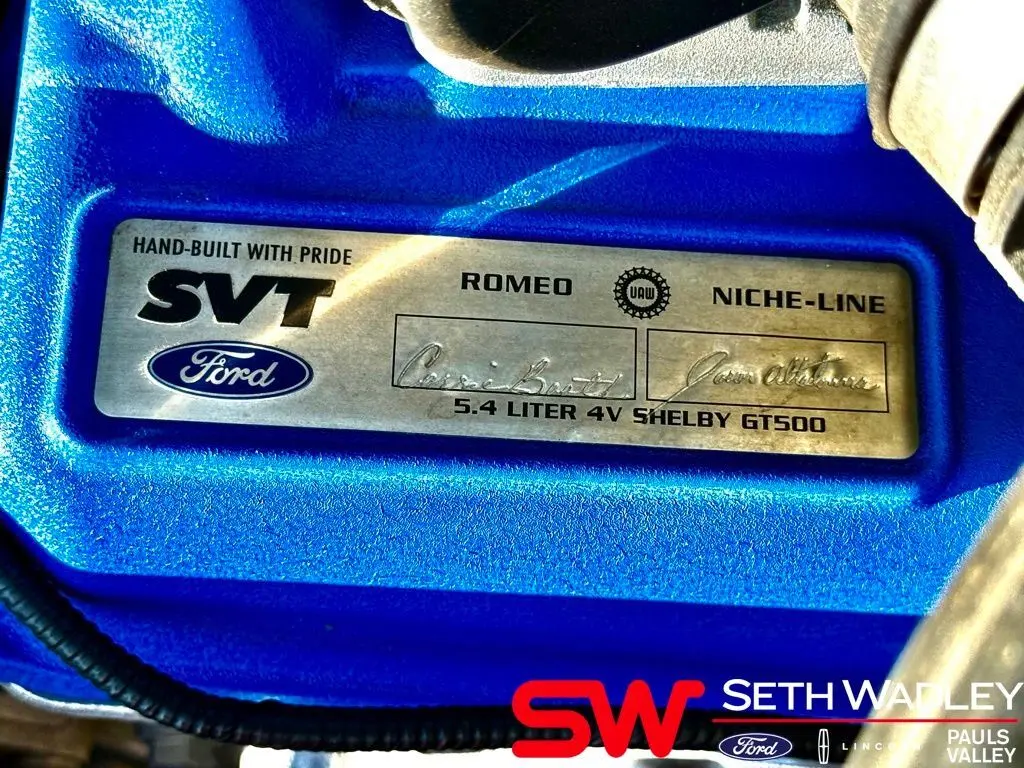 HAND-BUILT WITH PRIDE
SVT
Ford
ROMEO
UAW
NICHE-LINE
5.4 LITER 4V SHELBY GT500
SW
SETH WADLEY
Ford
LINCOLN
PAULS
VALLEY